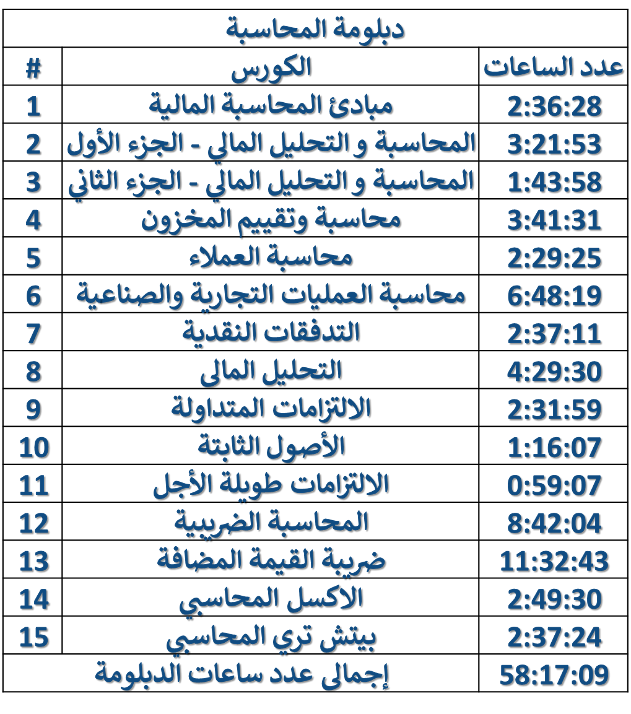 دبلومة المحاسبة
# الكورس عدد الساعات
1 مبادئ المحاسبة المالية 2:36:28
2 المحاسبة و التحليل المالي - الجزء الأول 3:21:53
3 المحاسبة و التحليل المالي - الجزء الثاني 1:43:58
4 محاسبة وتقييم المخزون 3:41:31
5 محاسبة العملاء 2:29:25
6 محاسبة العمليات التجارية والصناعية 6:48:19
7 التدفقات النقدية 2:37:11
8 التحليل المالى 4:29:30
9 الالتزامات المتداولة 2:31:59
10 الأصول الثابتة 1:16:07
11 الالتزامات طويلة الأجل 0:59:07
12 المحاسبة الضريبية 8:42:04
13 ضريبة القيمة المضافة 11:32:43
14 الاكسل المحاسبي 2:49:30
15 بيتش تري المحاسبي 2:37:24
إجمالى عدد ساعات الدبلومة 58:17:09